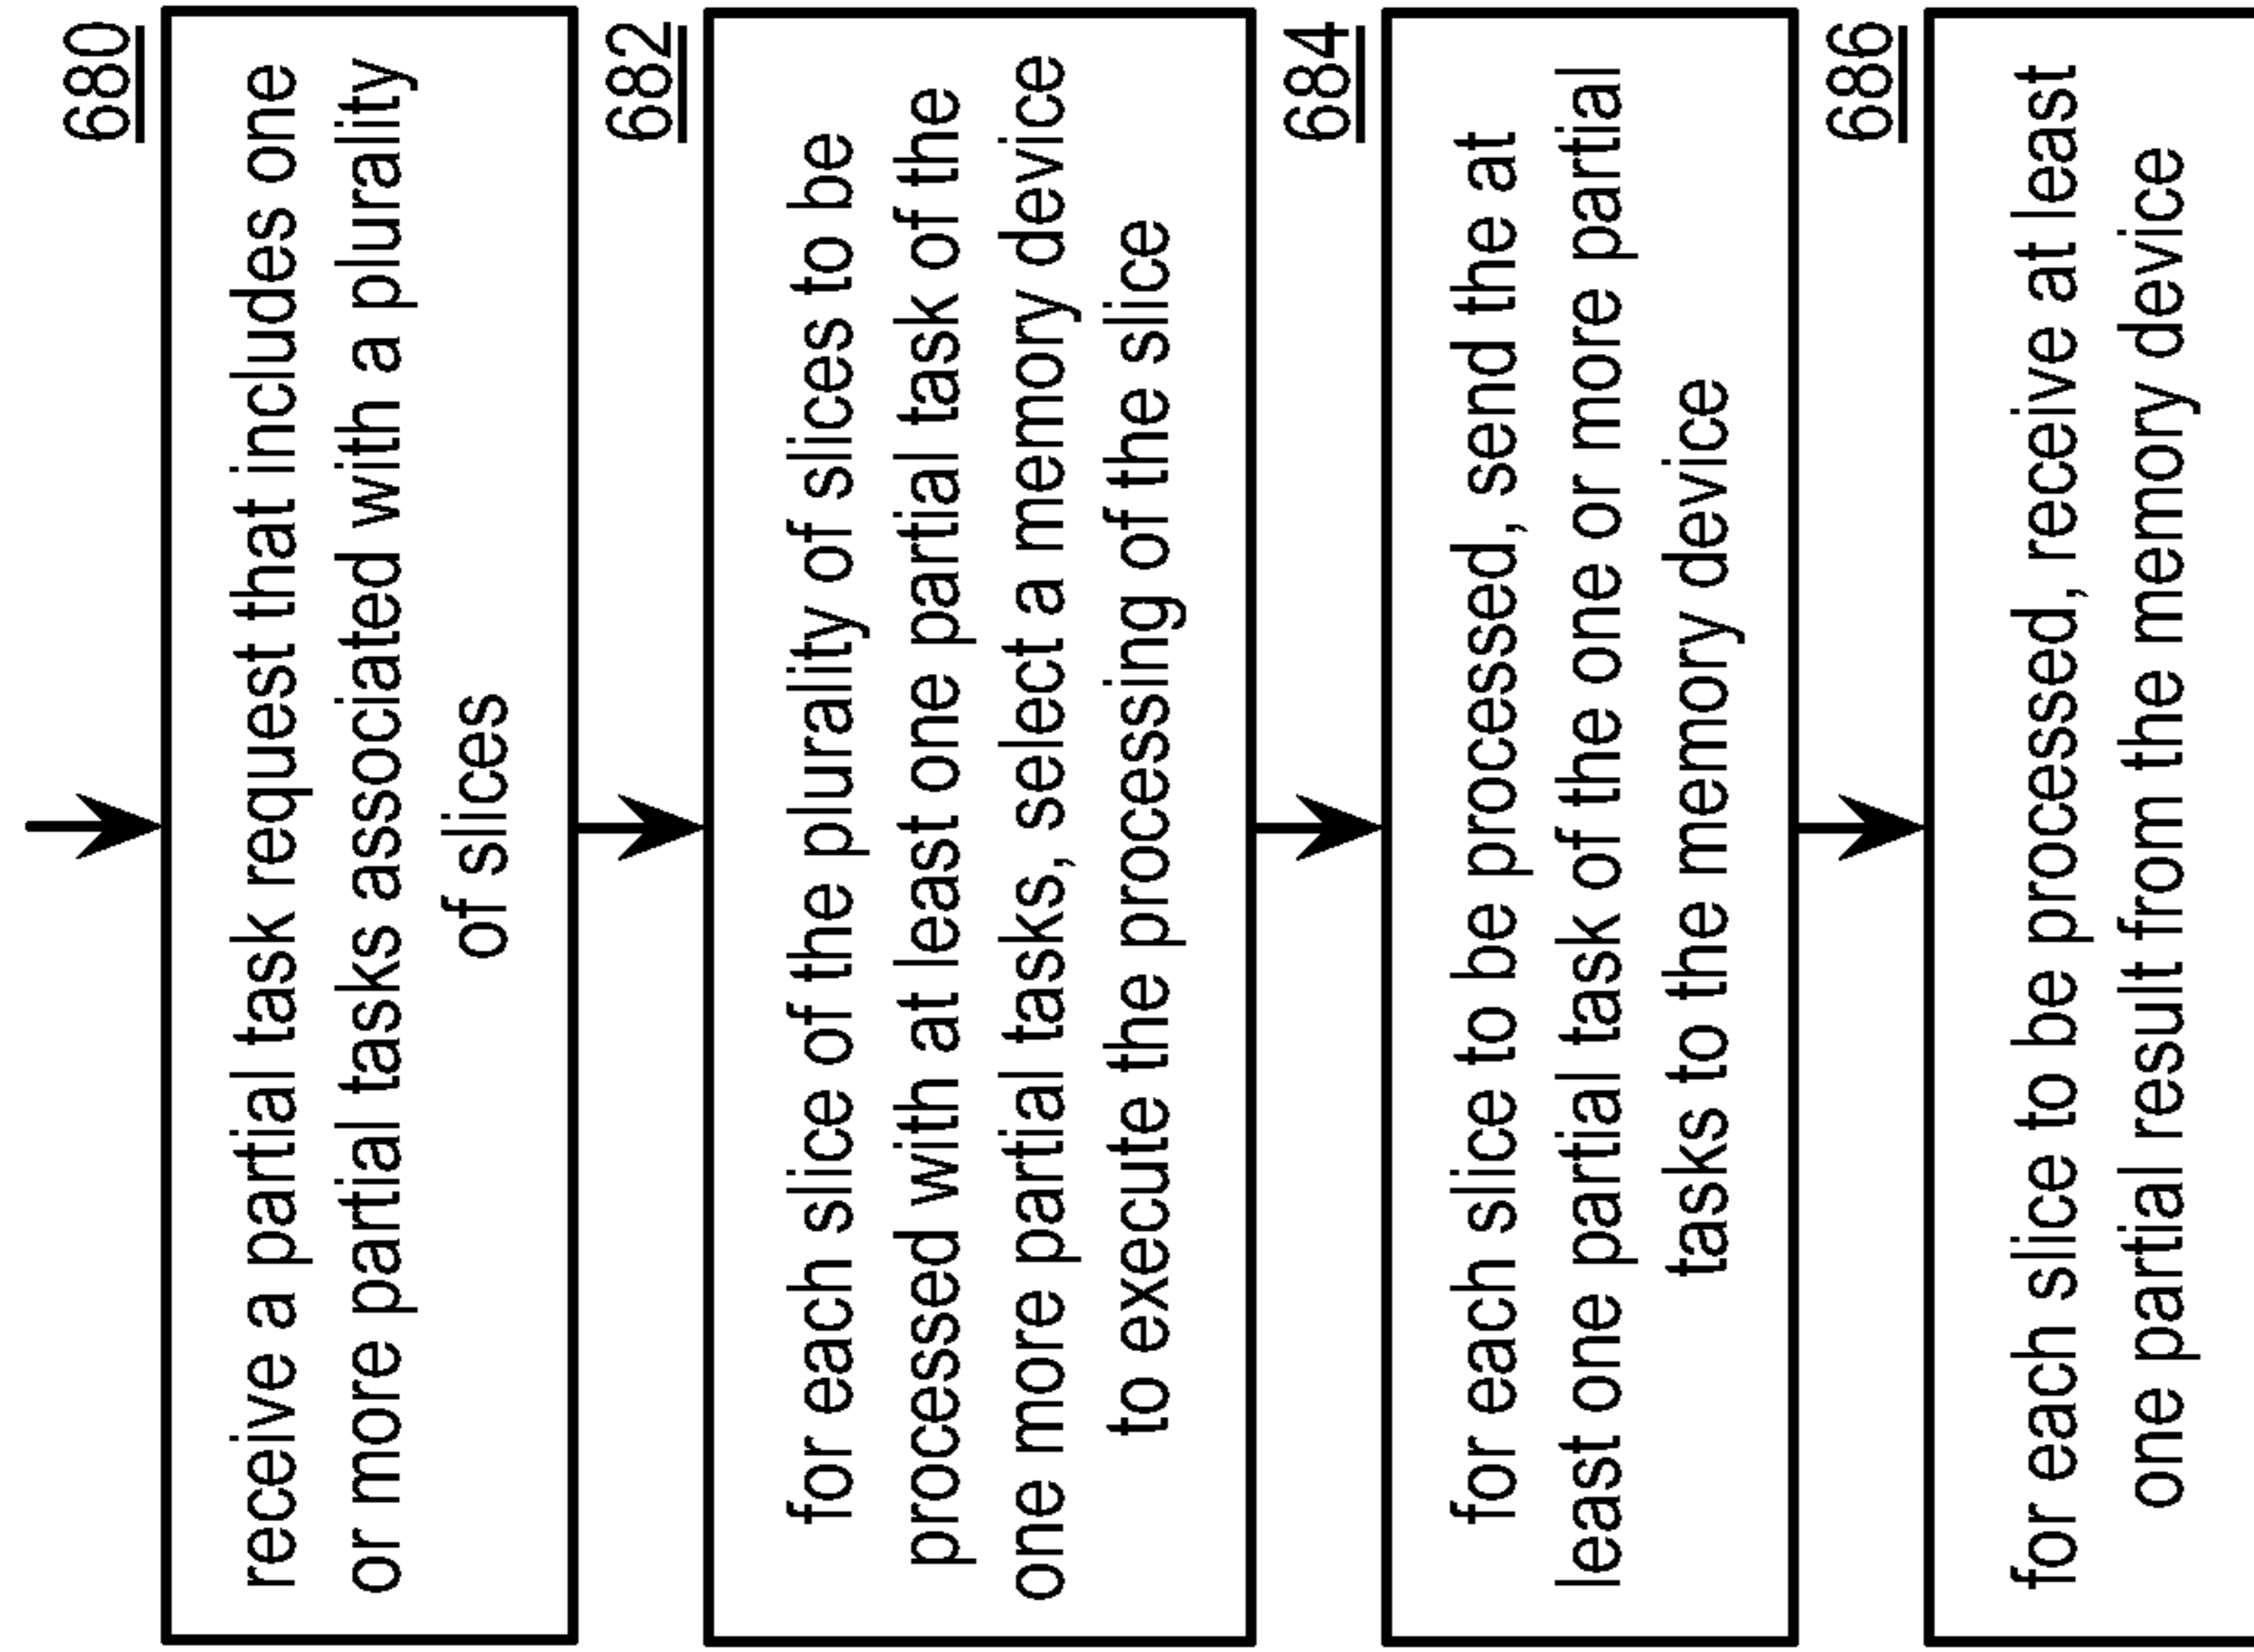 680
receive a partial task request that includes one
or more partial tasks associated with a plurality
of slices
682
for each slice of the plurality of slices to be
processed with at least one partial task of the
one more partial tasks, select a memory device
to execute the processing of the slice
684
for each slice to be processed, send the at
least one partial task of the one or more partial
tasks to the memory device
686
for each slice to be processed, receive at least
one partial result from the memory device